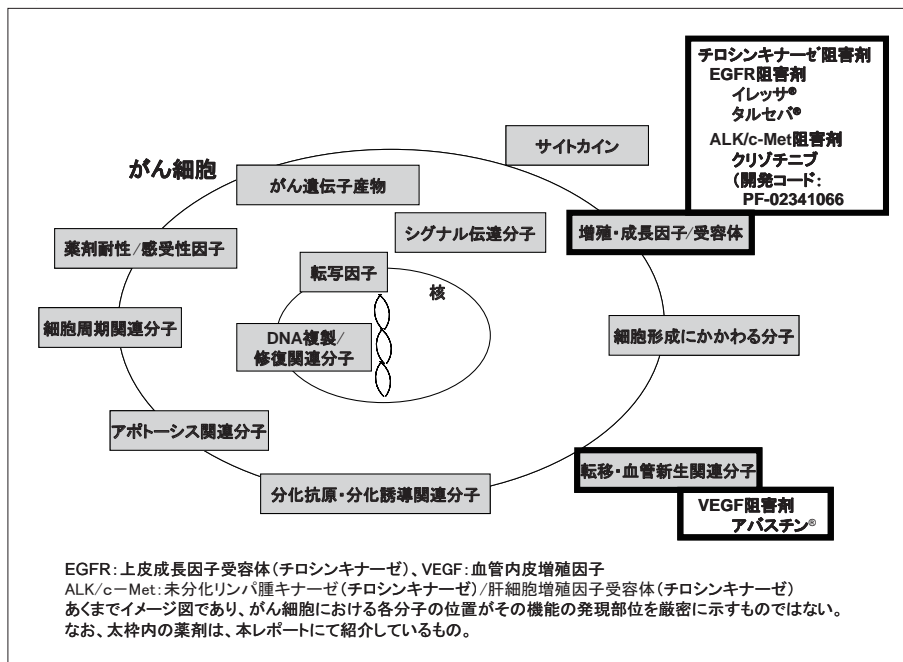 チロシンキナーゼ阻害剤
EGFR阻害剤
イレッサ®
タルセバ®
ALK/c-Met阻害剤
クリゾチニブ
(開発コード:
PF-02341066
サイトカイン
がん細胞
がん遺伝子産物
シグナル伝達分子
増殖・成長因子/受容体
薬剤耐性/感受性因子
転写因子
核
細胞周期関連分子
DNA複製/
修復関連分子
細胞形成にかかわる分子
アポトーシス関連分子
転移・血管新生関連分子
分化抗原・分化誘導関連分子
VEGF阻害剤
アバスチン®
EGFR:上皮成長因子受容体(チロシンキナーゼ)、VEGF:血管内皮増殖因子
ALK/c-Met:未分化リンパ腫キナーゼ(チロシンキナーゼ)/肝細胞増殖因子受容体(チロシンキナーゼ)
あくまでイメージ図であり、がん細胞における各分子の位置がその機能の発現部位を厳密に示すものではない。
なお、太枠内の薬剤は、本レポートにて紹介しているもの。